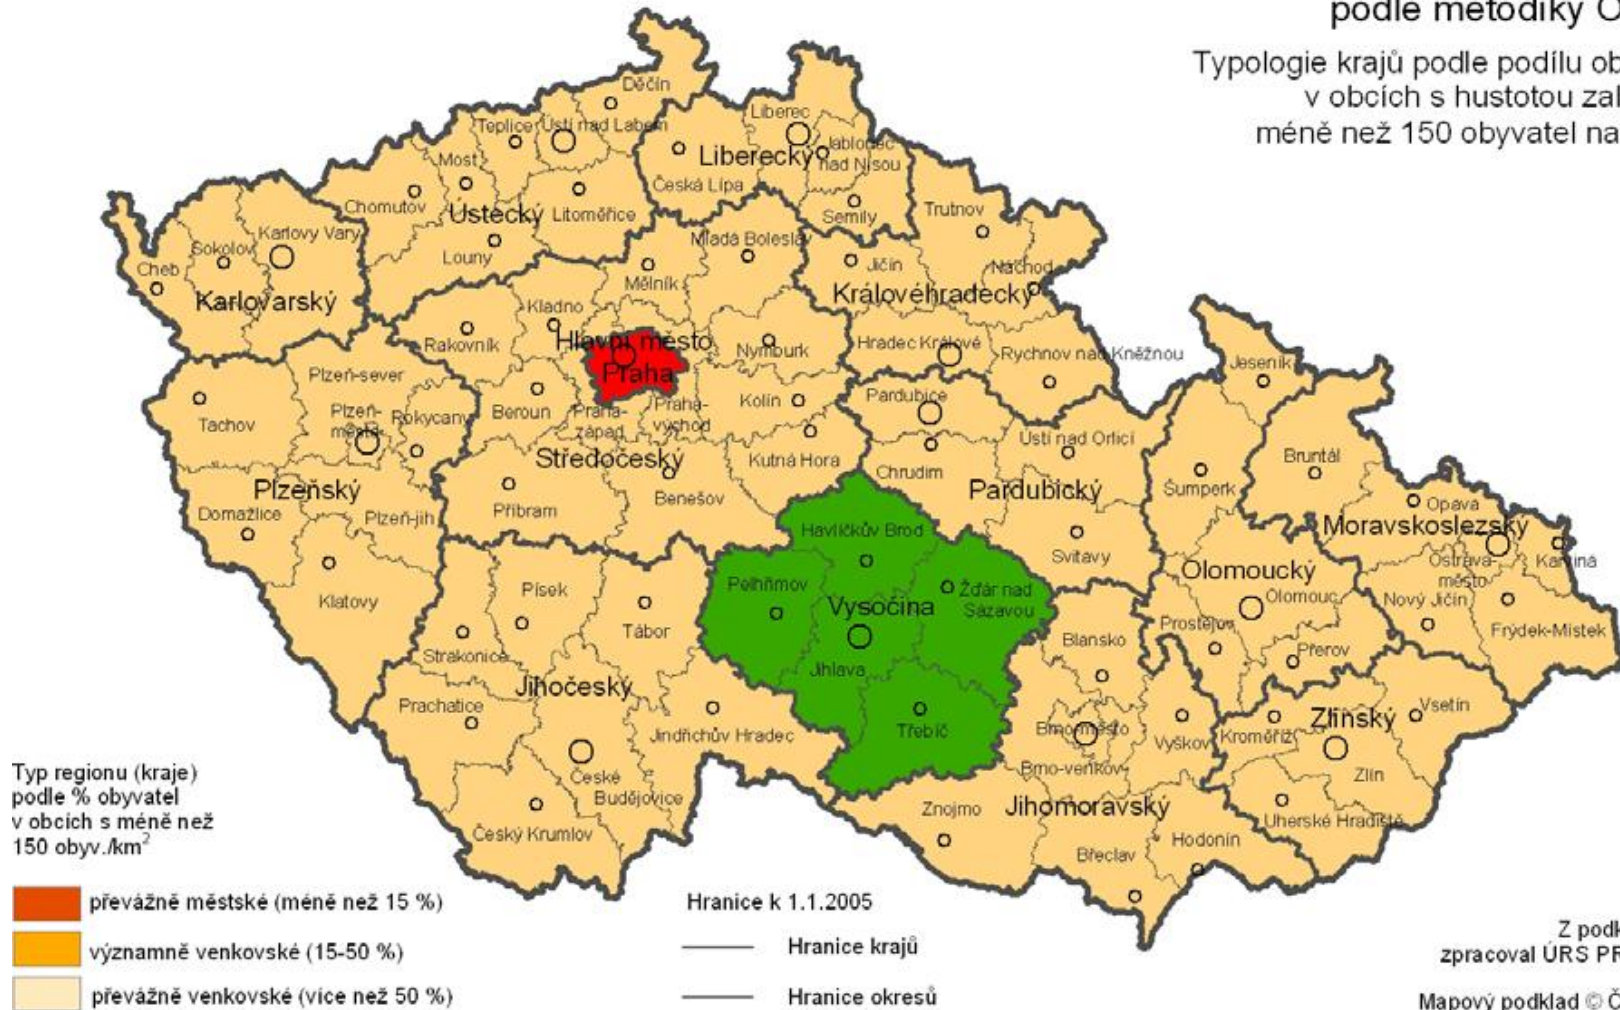 podle metodiky O
Typologie krajů podle podílu ob
v obcích s hustotou zal
méně než 150 obyvatel na
Děčín
Liberec
Teplice
Ústí nad Labem
Jablonec
nad Nisou
Most
Liberecký
Česká Lípa
Chomutov
Ústecký
Litoměřice
Semily
Trutnov
Sokolov
Karlovy Vary
Louny
Mladá Boleslav
Cheb
Mělník
Jičín
Náchod
Karlovarský
Kladno
Královéhradecký
Rakovník
Hlavní město
Praha
Nymburk
Hradec Králové
Rychnov nad Kněžnou
Jeseník
Plzeň-sever
Tachov
Plzeň-
město
Rokycany
Beroun
Praha-
západ
Praha-
východ
Kolín
Pardubice
Ústí nad Orlicí
Středočeský
Kutná Hora
Chrudim
Bruntál
Plzeňský
Benešov
Pardubický
Šumperk
Domažlice
Plzeň-jih
Příbram
Opava
Moravskoslezský
Havlíčkův Brod
Svitavy
Karviná
Ostrava-
město
Klatovy
Písek
Pelhřimov
Žďár nad
Sázavou
Olomoucký
Olomouc
Nový Jičín
Vysočina
Tábor
Blansko
Prostějov
Frýdek-Místek
Strakonice
Jihlava
Přerov
Jihočeský
Prachatice
Jindřichův Hradec
Třebíč
Brno-město
Vyškov
Kroměříž
Zlínský
Vsetín
Brno-venkov
Zlín
České
Budějovice
Znojmo
Jihomoravský
Uherské Hradiště
Český Krumlov
Břeclav
Hodonín
Typ regionu (kraje)
podle % obyvatel
v obcích s méně než
150 obyv./km²
převážně městské (méně než 15 %)
významně venkovské (15-50 %)
převážně venkovské (více než 50 %)
Hranice k 1.1.2005
Hranice krajů
Hranice okresů
Z podk
zpracoval ÚRS PR
Mapový podklad © Č